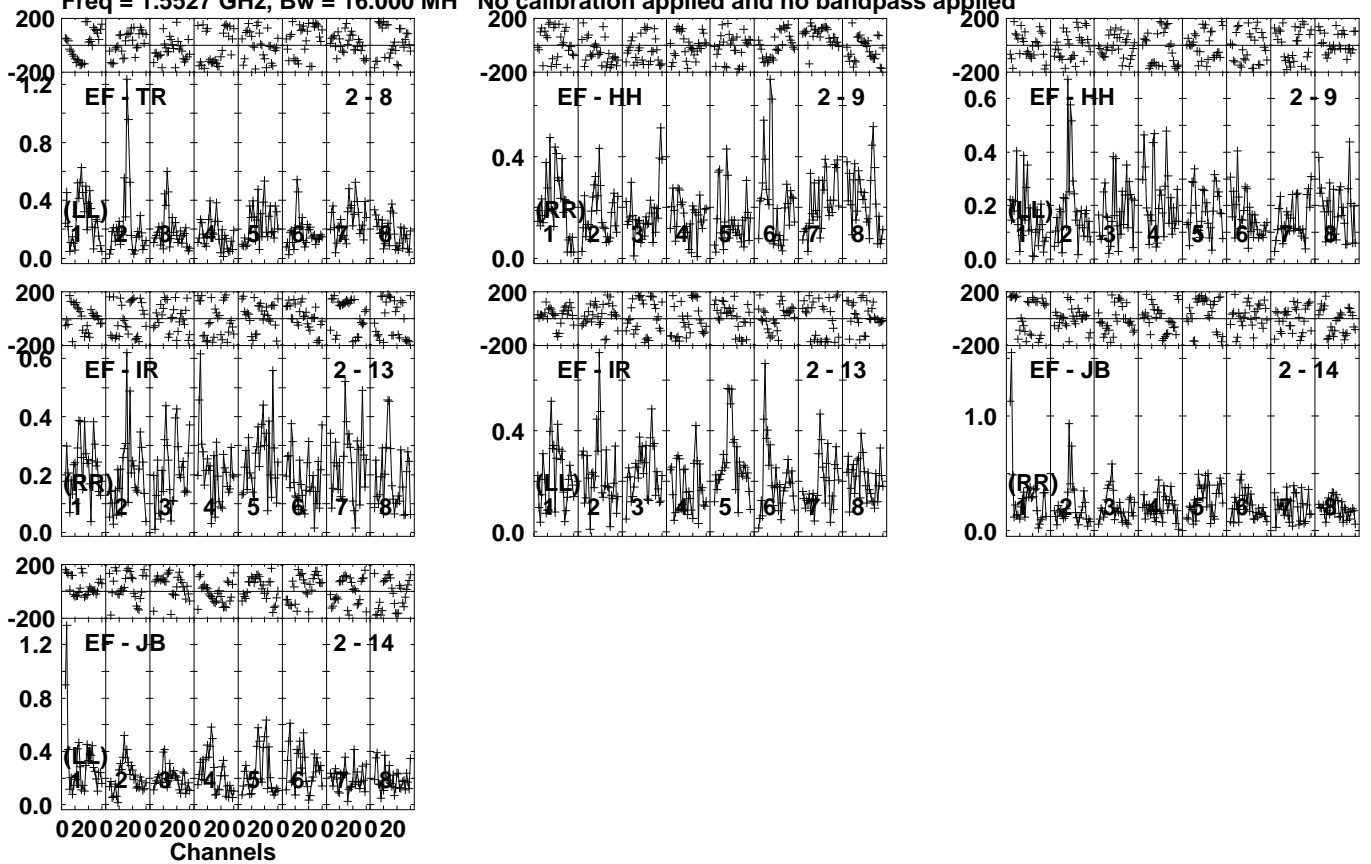 Freq = 1.5527 GHz, Bw = 16.000 MH No calibration applied and no bandpass applied
200
-200
1.2
0.8
0.4
0.0
EF - TR 2 - 8
(LL)
1 2 3 4 5 6 7 8
200
-200
0.4
0.0
EF - HH 2 - 9
(RR)
1 2 3 4 5 6 7 8
200
-200
0.6
0.4
0.2
0.0
EF - HH 2 - 9
(LL)
1 2 3 4 5 6 7 8
200
-200
0.6
0.4
0.2
0.0
EF - IR 2 - 13
(RR)
1 2 3 4 5 6 7 8
200
-200
0.4
0.0
EF - IR 2 - 13
(LL)
1 2 3 4 5 6 7 8
200
-200
1.0
0.0
EF - JB 2 - 14
(RR)
1 2 3 4 5 6 7 8
200
-200
1.2
0.8
0.4
0.0
EF - JB 2 - 14
(LL)
1 2 3 4 5 6 7 8
0 20 0 20 0 20 0 20 0 20 0 20 0 20 0 20
Channels